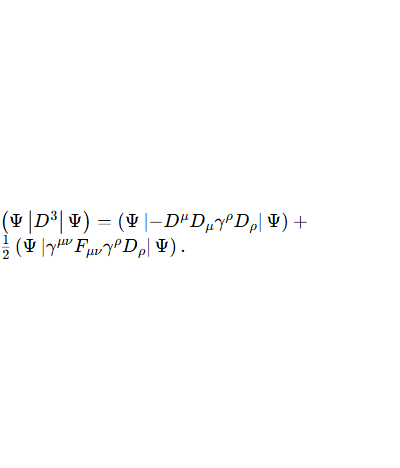 (Ψ |D³| Ψ) = (Ψ |−D^μ D_μ γ^ρ D_ρ| Ψ) +
½ (Ψ |γ^{μν} F_{μν} γ^ρ D_ρ| Ψ) .